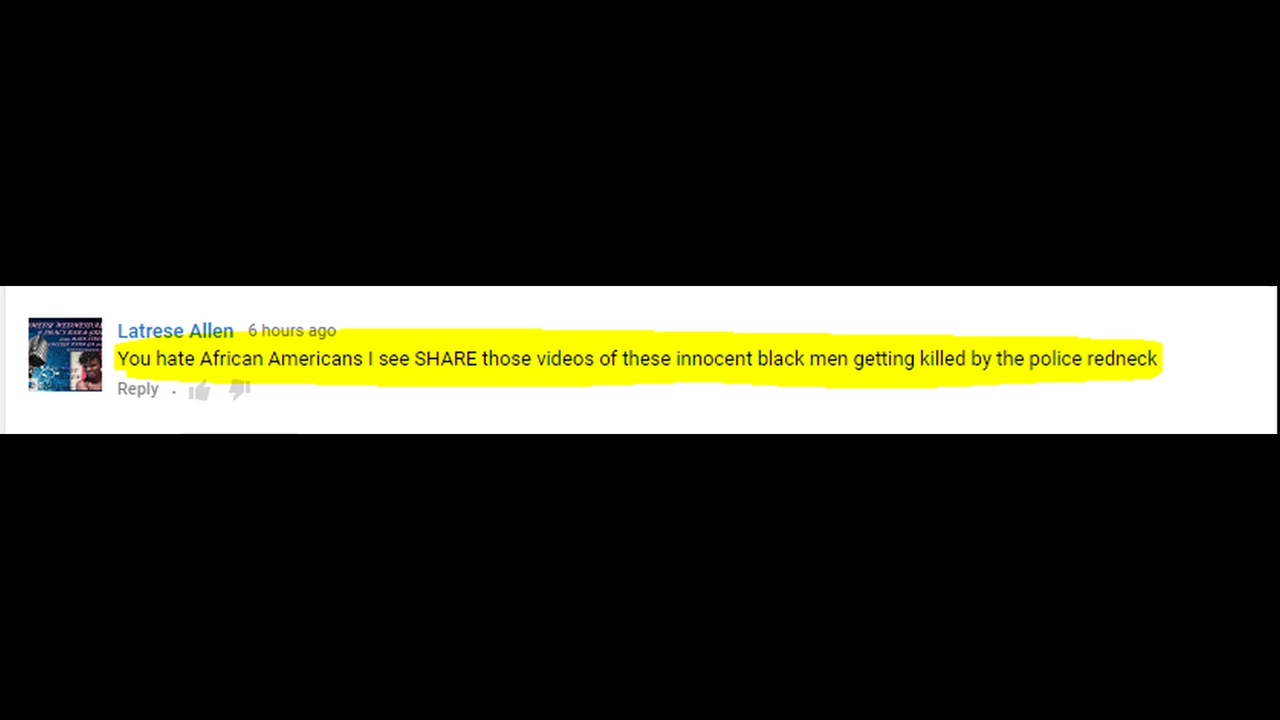 Latrese Allen 6 hours ago
You hate African Americans I see SHARE those videos of these innocent black men getting killed by the police redneck
Reply .